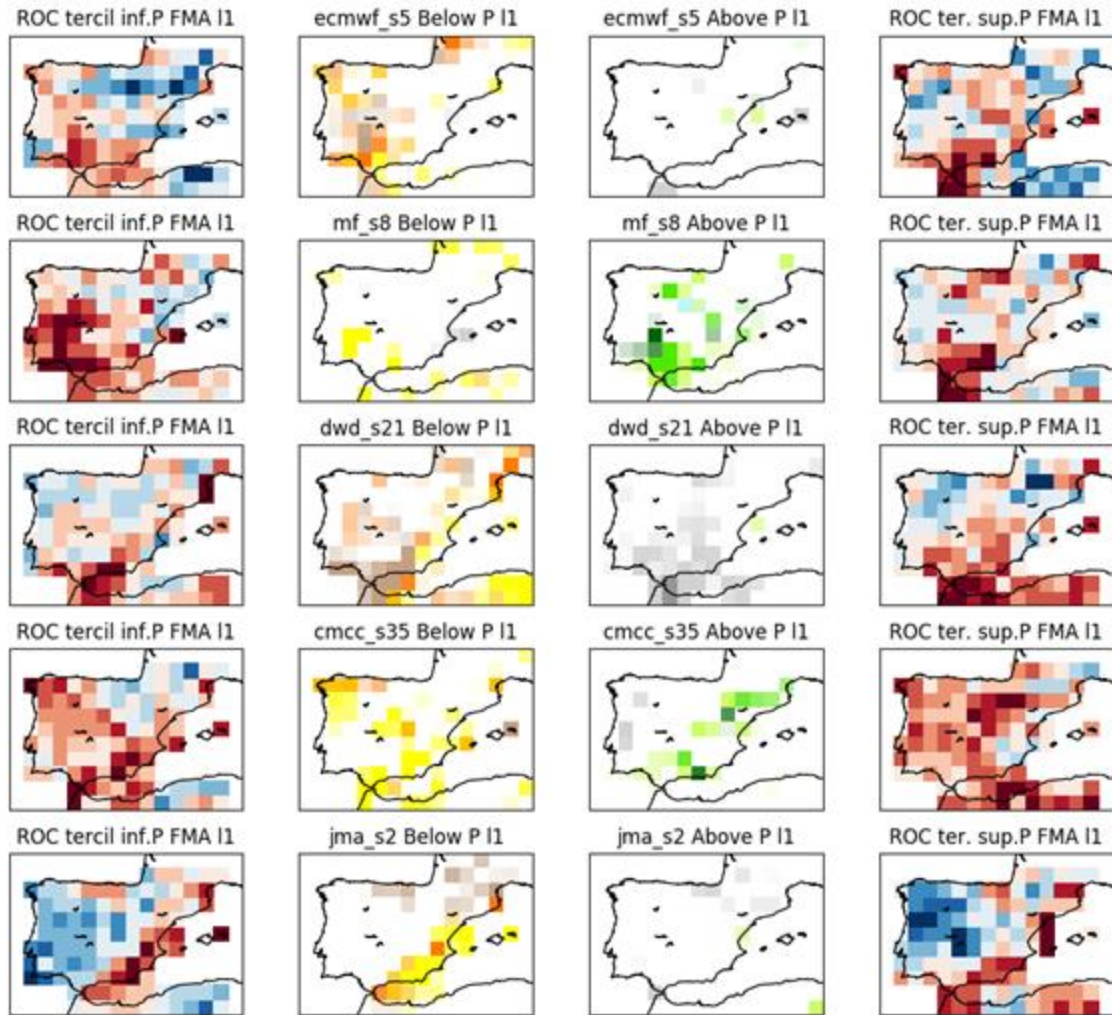 ROC tercil inf.P FMA l1
ecmwf_s5 Below P l1
ecmwf_s5 Above P l1
ROC ter. sup.P FMA l1
ROC tercil inf.P FMA l1
mf_s8 Below P l1
mf_s8 Above P l1
ROC ter. sup.P FMA l1
ROC tercil inf.P FMA l1
dwd_s21 Below P l1
dwd_s21 Above P l1
ROC ter. sup.P FMA l1
ROC tercil inf.P FMA l1
cmcc_s35 Below P l1
cmcc_s35 Above P l1
ROC ter. sup.P FMA l1
ROC tercil inf.P FMA l1
jma_s2 Below P l1
jma_s2 Above P l1
ROC ter. sup.P FMA l1